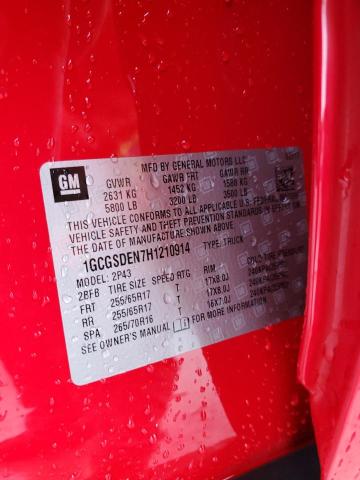 GM
MFD BY GENERAL MOTORS LLC
GVWR GAWR FRT GAWR RR
2631 KG 1452 KG 1588 KG
5800 LB 3200 LB 3500 LB
THIS VEHICLE CONFORMS TO ALL APPLICABLE U.S. FEDERAL
VEHICLE SAFETY AND THEFT PREVENTION STANDARDS IN EFFECT
ON THE DATE OF MANUFACTURE SHOWN ABOVE.
1GCGSDEN7H1210914 TYPE: TRUCK
MODEL: 2P43
2BF8 TIRE SIZE SPEED RTG RIM COLD TIRE PRESSURE
FRT 255/65R17 17X8.0J
RR 255/65R17 17X8.0J
SPA 265/70R16 16X7.0J
SEE OWNER'S MANUAL FOR MORE INFORMATION.